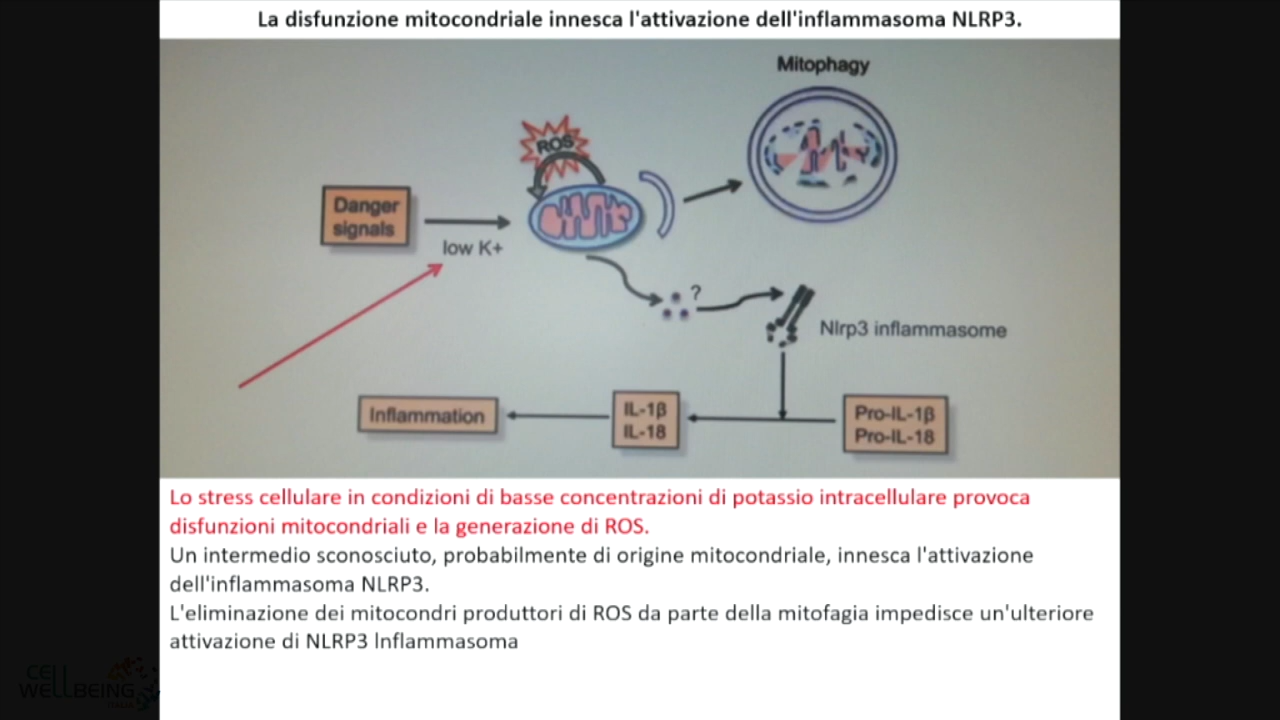 La disfunzione mitocondriale innesca l'attivazione dell'inflammasoma NLRP3.
Mitophagy
ROS
Danger
signals
low K+
?
Nlrp3 inflammasome
Inflammation
IL-1β
IL-18
Pro-IL-1β
Pro-IL-18
Lo stress cellulare in condizioni di basse concentrazioni di potassio intracellulare provoca
disfunzioni mitocondriali e la generazione di ROS.
Un intermedio sconosciuto, probabilmente di origine mitocondriale, innesca l'attivazione
dell'inflammasoma NLRP3.
L'eliminazione dei mitocondri produttori di ROS da parte della mitofagia impedisce un'ulteriore
attivazione di NLRP3 Inflammasoma
CELL
WELLBEING
ITALIA